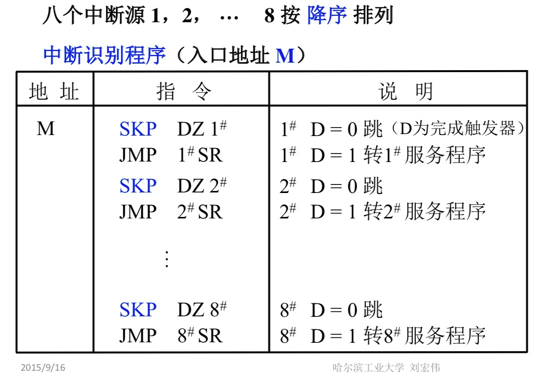 八个中断源 1，2， … 8 按 降序 排列
中断识别程序（入口地址 M）
地 址 指 令 说 明
M SKP DZ 1# 1# D = 0 跳（D为完成触发器）
JMP 1# SR 1# D = 1 转1# 服务程序
SKP DZ 2# 2# D = 0 跳
JMP 2# SR 2# D = 1 转2# 服务程序
⋮
SKP DZ 8# 8# D = 0 跳
JMP 8# SR 8# D = 1 转8# 服务程序
2015/9/16 哈尔滨工业大学 刘宏伟